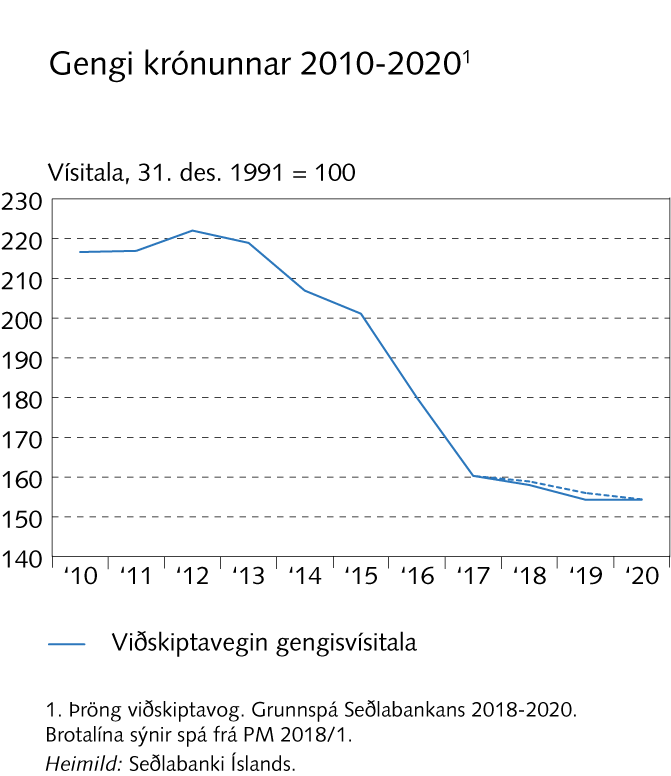 Gengi krónunnar 2010-2020¹
Vísitala, 31. des. 1991 = 100
230
220
210
200
190
180
170
160
150
140
‘10 ‘11 ‘12 ‘13 ‘14 ‘15 ‘16 ‘17 ‘18 ‘19 ‘20
Viðskiptavegin gengisvísitala
1. Þröng viðskiptavog. Grunnspá Seðlabankans 2018-2020.
Brotalína sýnir spá frá PM 2018/1.
Heimild: Seðlabanki Íslands.